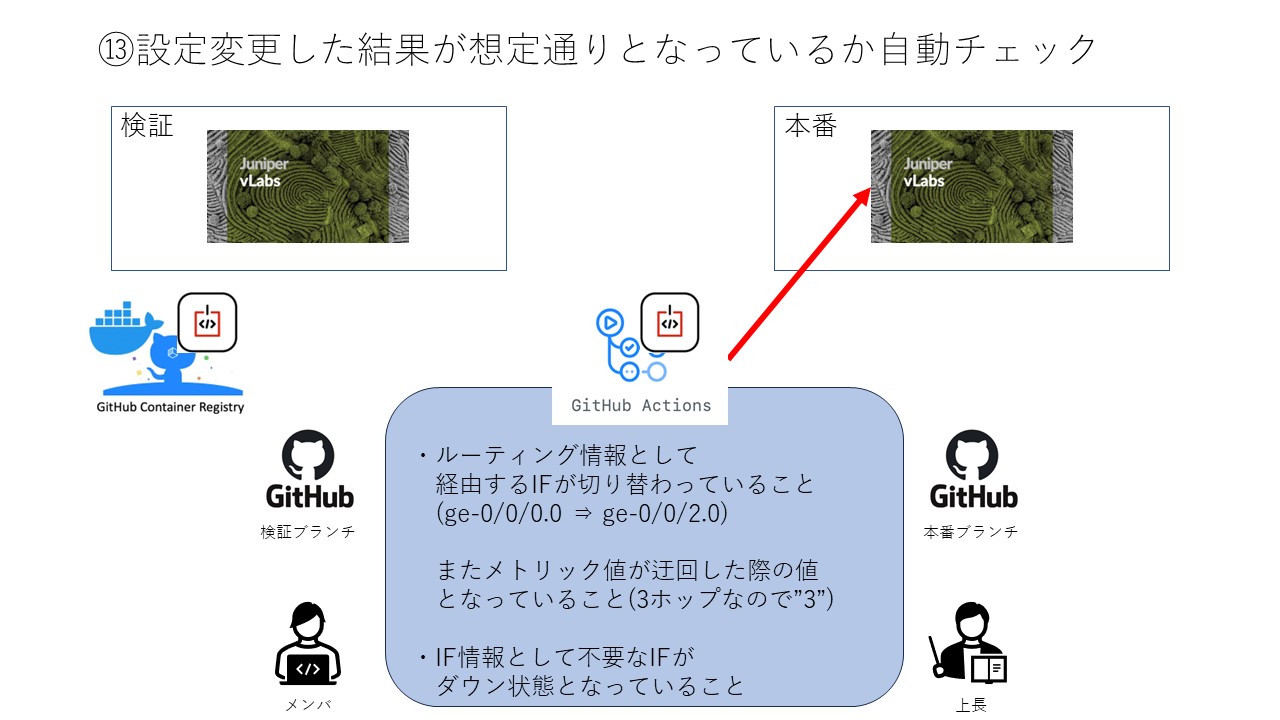 ⑬設定変更した結果が想定通りとなっているか自動チェック
検証
Juniper
vLabs
本番
Juniper
vLabs
GitHub Container Registry
GitHub Actions
・ルーティング情報として
経由するIFが切り替わっていること
(ge-0/0/0.0 ⇒ ge-0/0/2.0)
またメトリック値が迂回した際の値
となっていること(3ホップなので”3”)
・IF情報として不要なIFが
ダウン状態となっていること
GitHub
検証ブランチ
GitHub
本番ブランチ
メンバ
上長